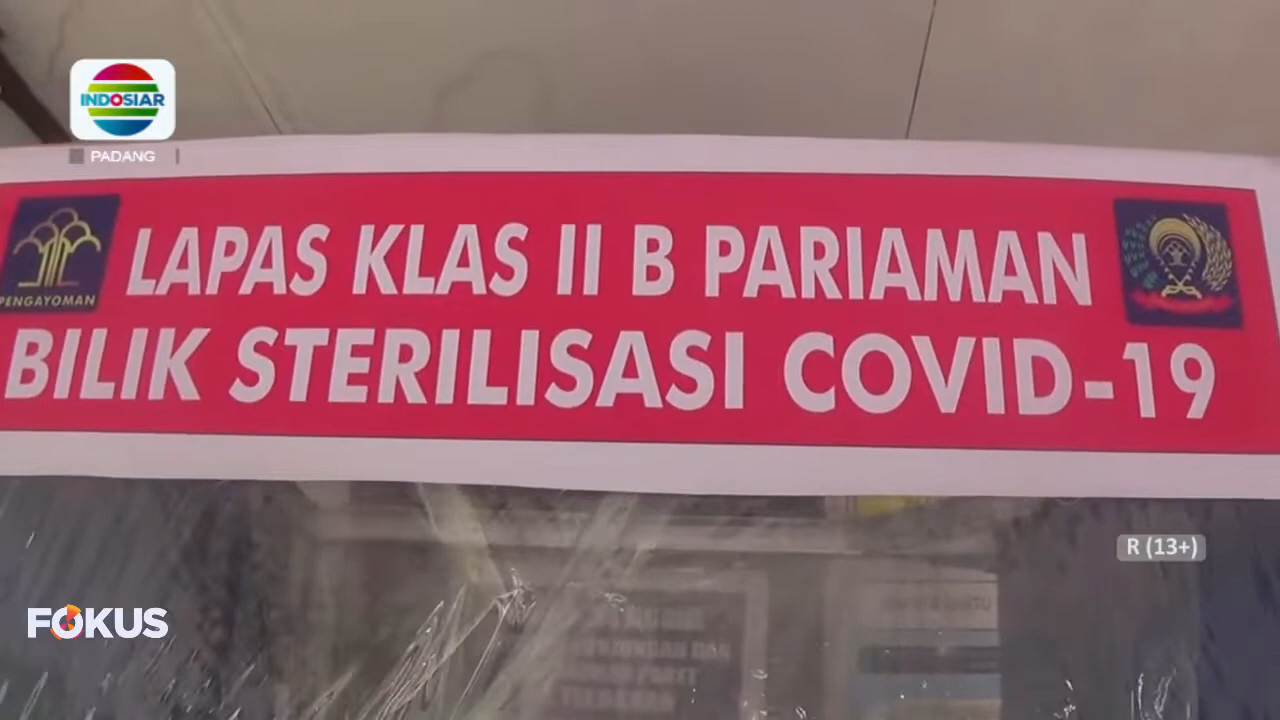 INDOSIAR
PADANG
PENGAYOMAN
LAPAS KLAS II B PARIAMAN
BILIK STERILISASI COVID-19
R (13+)
FOKUS